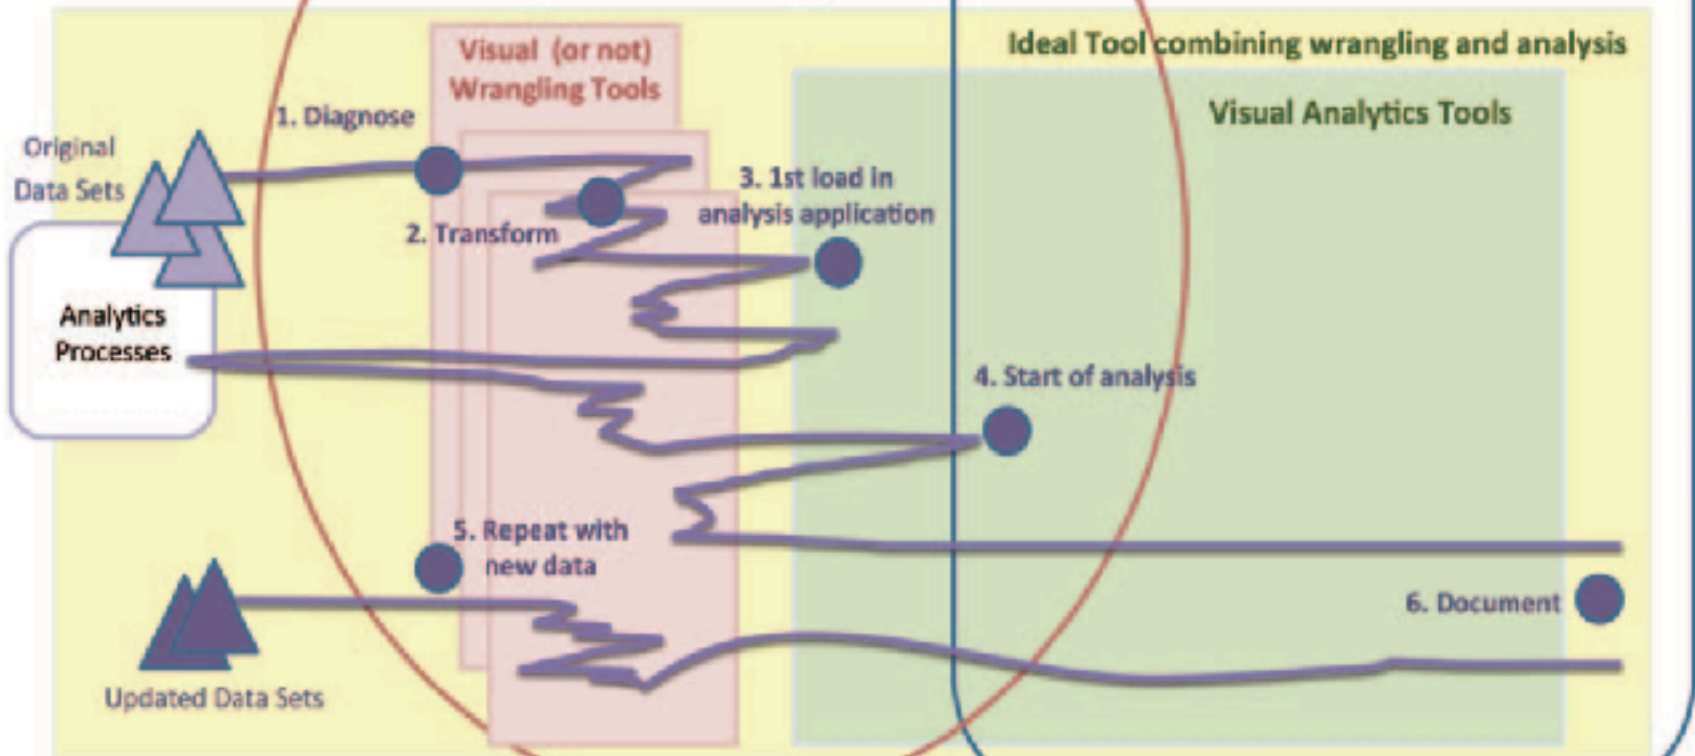 Ideal Tool combining wrangling and analysis
Visual (or not)
Wrangling Tools
Visual Analytics Tools
1. Diagnose
Original
Data Sets
3. 1st load in
analysis application
2. Transform
Analytics
Processes
4. Start of analysis
5. Repeat with
new data
6. Document
Updated Data Sets